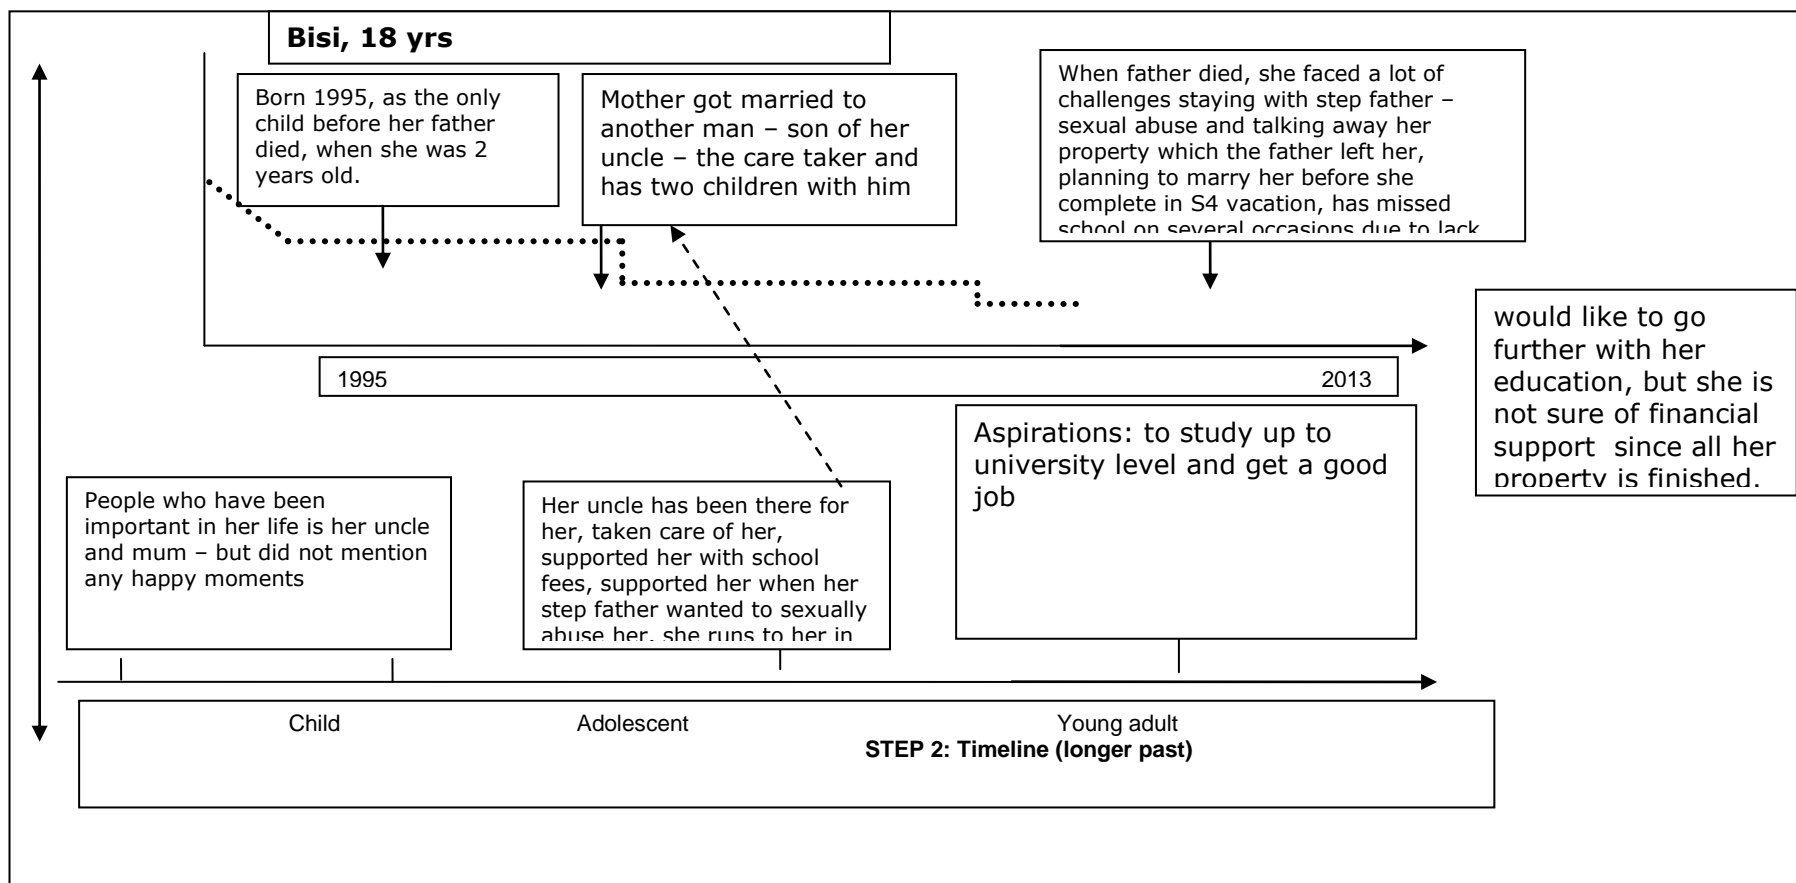 Bisi, 18 yrs
Born 1995, as the only
child before her father
died, when she was 2
years old.
Mother got married to
another man – son of her
uncle – the care taker and
has two children with him
When father died, she faced a lot of
challenges staying with step father –
sexual abuse and talking away her
property which the father left her,
planning to marry her before she
complete in S4 vacation, has missed
school on several occasions due to lack
would like to go
further with her
education, but she is
not sure of financial
support since all her
property is finished.
1995
2013
Aspirations: to study up to
university level and get a good
job
People who have been
important in her life is her uncle
and mum – but did not mention
any happy moments
Her uncle has been there for
her, taken care of her,
supported her with school
fees, supported her when her
step father wanted to sexually
abuse her, she runs to her in
Child
Adolescent
Young adult
STEP 2: Timeline (longer past)